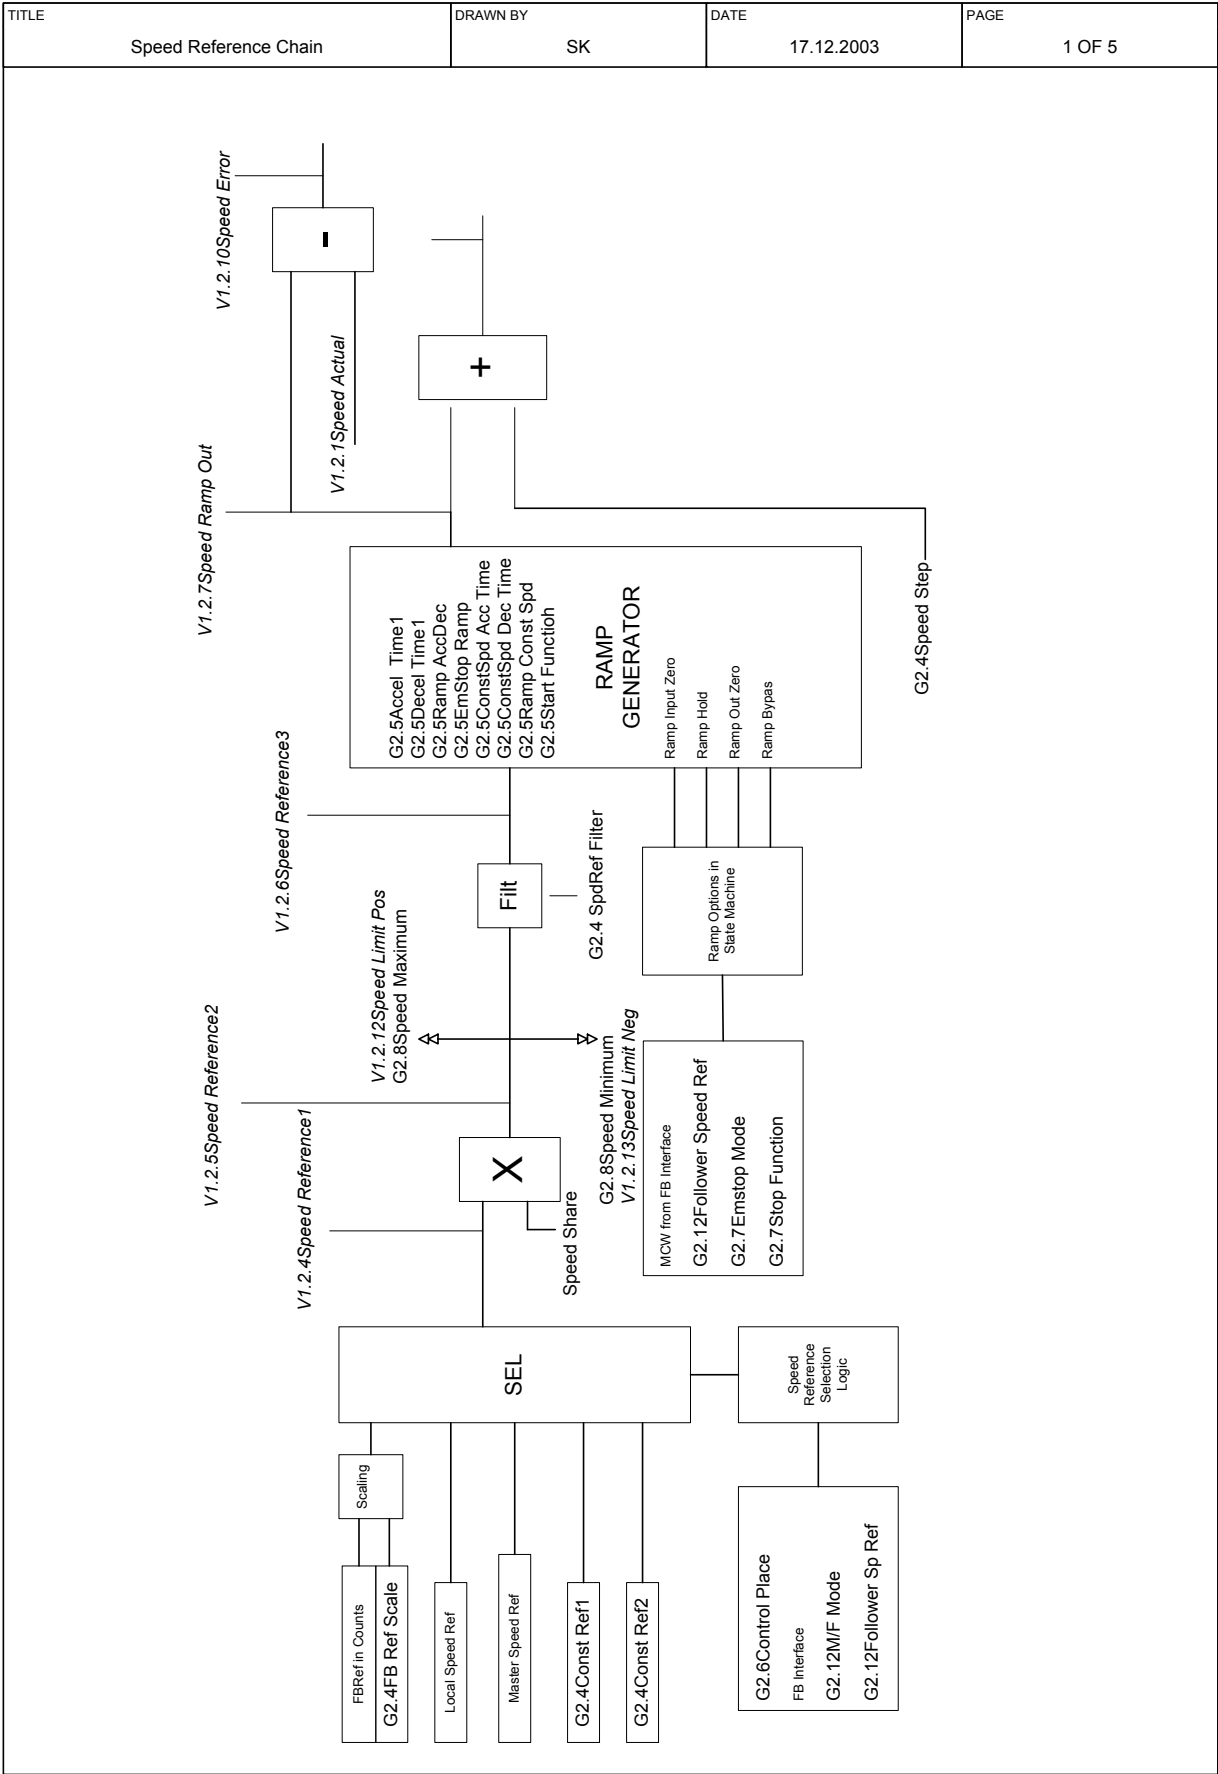 TITLE
Speed Reference Chain
DRAWN BY
SK
DATE
17.12.2003
PAGE
1 OF 5
FBRef in Counts
G2.4FB Ref Scale
Local Speed Ref
Master Speed Ref
G2.4Const Ref1
G2.4Const Ref2
Scaling
SEL
G2.6Control Place
FB Interface
G2.12M/F Mode
G2.12Follower Sp Ref
Speed
Reference
Selection
Logic
V1.2.4Speed Reference1
V1.2.5Speed Reference2
X
Speed Share
V1.2.12Speed Limit Pos
G2.8Speed Maximum
G2.8Speed Minimum
V1.2.13Speed Limit Neg
MCW from FB Interface
G2.12Follower Speed Ref
G2.7Emstop Mode
G2.7Stop Function
V1.2.6Speed Reference3
Filt
G2.4 SpdRef Filter
Ramp Options in
State Machine
G2.5Accel Time1
G2.5Decel Time1
G2.5Ramp AccDec
G2.5EmStop Ramp
G2.5ConstSpd Acc Time
G2.5ConstSpd Dec Time
G2.5Ramp Const Spd
G2.5Start Functioh
RAMP
GENERATOR
Ramp Input Zero
Ramp Hold
Ramp Out Zero
Ramp Bypas
V1.2.7Speed Ramp Out
V1.2.1Speed Actual
G2.4Speed Step
+
V1.2.10Speed Error
-